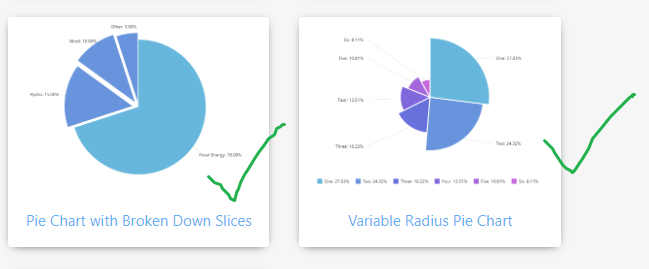 Other: 5.00%
Wind: 10.00%
Hydro: 15.00%
Food Energy: 70.00%
Pie Chart with Broken Down Slices
Six: 8.11%
Five: 10.81%
Four: 13.51%
Three: 16.22%
One: 27.03%
Two: 24.32%
One: 27.03% Two: 24.32% Three: 16.22% Four: 13.51% Five: 10.81% Six: 8.11%
Variable Radius Pie Chart